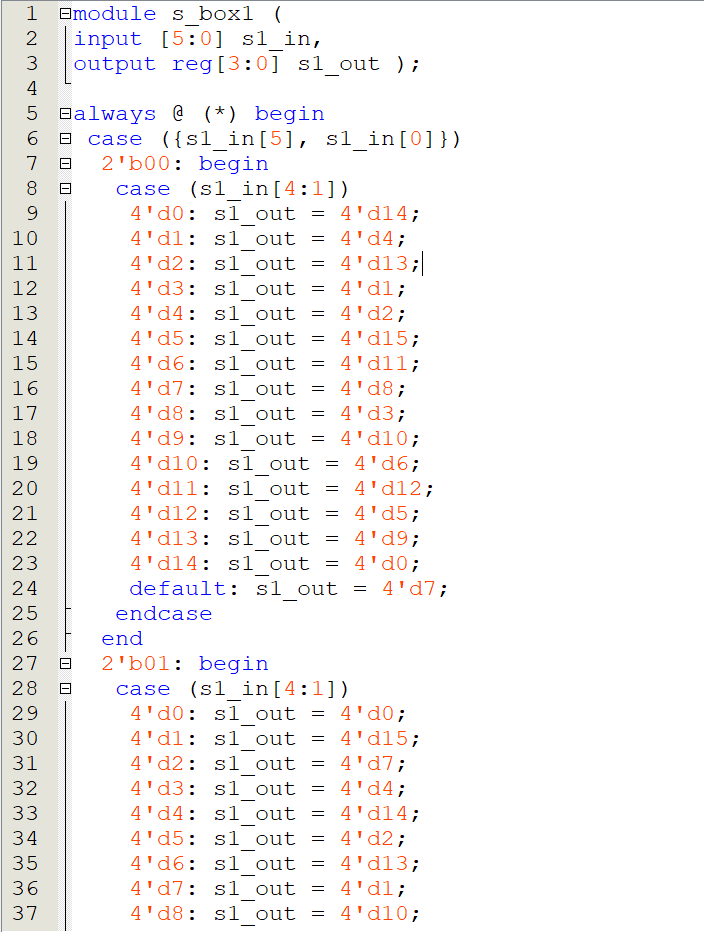 1 module s_box1 (
2 input [5:0] s1_in,
3 output reg[3:0] s1_out );
4
5 always @ (*) begin
6 case ({s1_in[5], s1_in[0]})
7 2'b00: begin
8 case (s1_in[4:1])
9 4'd0: s1_out = 4'd14;
10 4'd1: s1_out = 4'd4;
11 4'd2: s1_out = 4'd13;
12 4'd3: s1_out = 4'd1;
13 4'd4: s1_out = 4'd2;
14 4'd5: s1_out = 4'd15;
15 4'd6: s1_out = 4'd11;
16 4'd7: s1_out = 4'd8;
17 4'd8: s1_out = 4'd3;
18 4'd9: s1_out = 4'd10;
19 4'd10: s1_out = 4'd6;
20 4'd11: s1_out = 4'd12;
21 4'd12: s1_out = 4'd5;
22 4'd13: s1_out = 4'd9;
23 4'd14: s1_out = 4'd0;
24 default: s1_out = 4'd7;
25 endcase
26 end
27 2'b01: begin
28 case (s1_in[4:1])
29 4'd0: s1_out = 4'd0;
30 4'd1: s1_out = 4'd15;
31 4'd2: s1_out = 4'd7;
32 4'd3: s1_out = 4'd4;
33 4'd4: s1_out = 4'd14;
34 4'd5: s1_out = 4'd2;
35 4'd6: s1_out = 4'd13;
36 4'd7: s1_out = 4'd1;
37 4'd8: s1_out = 4'd10;